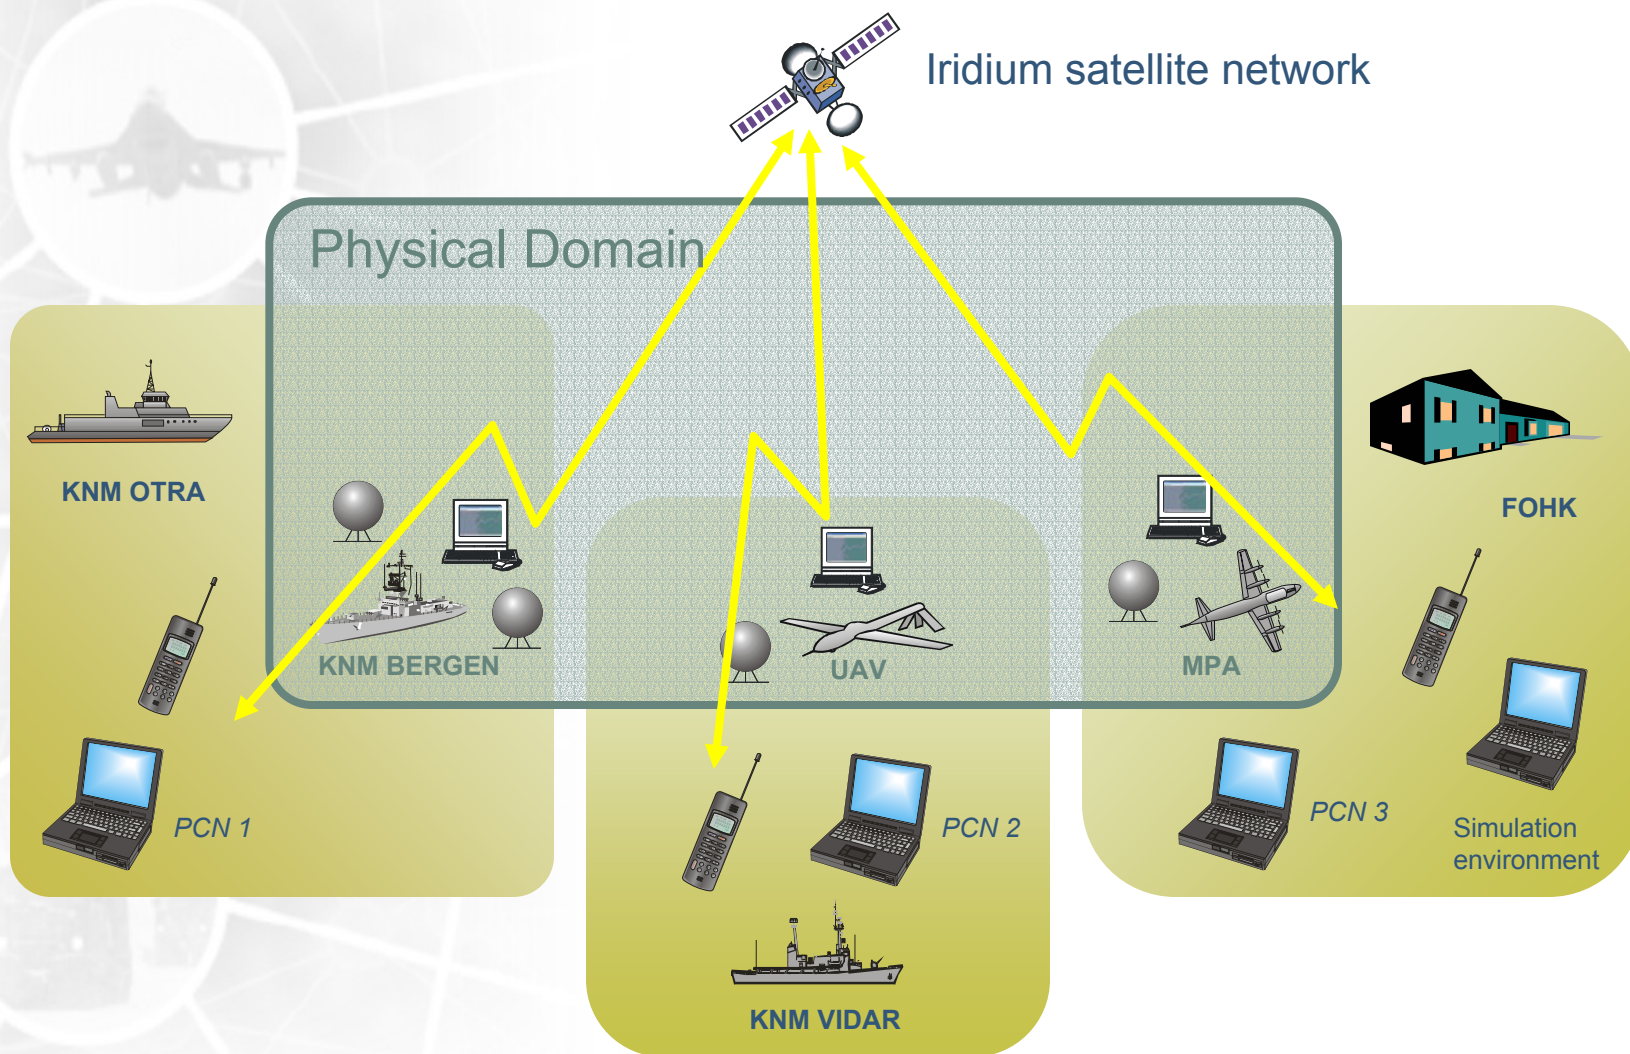 Iridium satellite network
Physical Domain
KNM OTRA
FOHK
KNM BERGEN
UAV
MPA
PCN 1
PCN 2
PCN 3
Simulation
environment
KNM VIDAR